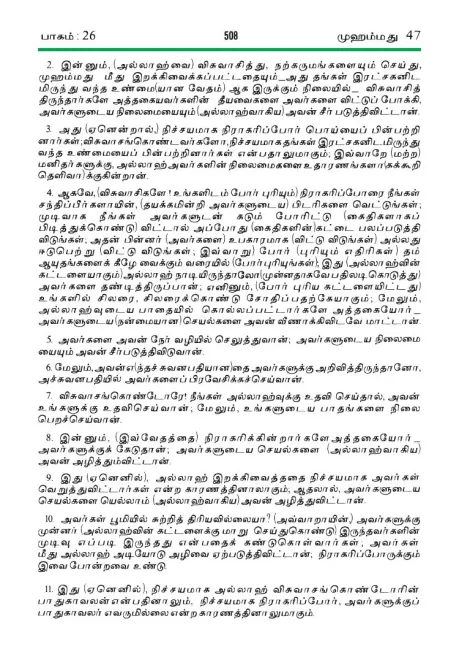 பாகம் : 26 508 முஹம்மது 47
2. இன்னும், (அல்லாஹ்வை) விசுவாசித்து, நற்கருமங்களையும் செய்து,
முஹம்மது மீது இறக்கிவைக்கப்பட்டதையும்_அது தங்கள் இரட்சகனிட
மிருந்து வந்த உண்மை(யான வேதம்) ஆக இருக்கும் நிலையில்_ விசுவாசித்
திருந்தார்களே அத்தகையவர்களின் தீயவைகளை அவர்களை விட்டுப் போக்கி,
அவர்களுடைய நிலைமையையும் (அல்லாஹ்வாகிய) அவன் சீர் படுத்திவிட்டான்.
3. அது (ஏனென்றால்,) நிச்சயமாக நிராகரிப்போர் பொய்யைப் பின்பற்றி
னார்கள்; விசுவாசங்கொண்டவர்களோ, நிச்சயமாக தங்கள் இரட்சகனிடமிருந்து
வந்த உண்மையைப் பின்பற்றினார்கள் என்பதாலுமாகும்; இவ்வாறே (மற்ற)
மனிதர்களுக்கு, அல்லாஹ் அவர்களின் நிலைமைகளை உதாரணங்களா(கக்கூறி
தெளிவா)க்குகின்றான்.
4. ஆகவே, (விசுவாசிகளே! உங்களிடம் போர் புரியும்) நிராகரிப்போரை நீங்கள்
சந்திப்பீர்களாயின், (தயக்கமின்றி அவர்களுடைய) பிடரிகளை வெட்டுங்கள்;
முடிவாக நீங்கள் அவர்களுடன் கடும் போரிட்டு (கைதிகளாகப்
பிடித்துக்கொண்டு) விட்டால் அப்போது (கைதிகளின்) கட்டை பலப்படுத்தி
விடுங்கள்; அதன் பின்னர் (அவர்களை) உபகாரமாக (விட்டு விடுங்கள்) அல்லது
ஈடுபெற்று (விட்டு விடுங்கள்; இவ்வாறு) போர் (புரியும் எதிரிகள்) தம்
ஆயுதங்களைக் கீழே வைக்கும் வரையில் (போர் புரியுங்கள்); இது (அல்லாஹ்வின்
கட்டளையாகும்) அல்லாஹ் நாடியிருந்தாலோ (முன்னதாகவே பதிலடி கொடுத்து)
அவர்களை தண்டித்திருப்பான்; எனினும், (போர் புரிய கட்டளையிட்டது)
உங்களில் சிலரை, சிலரைக்கொண்டு சோதிப்பதற்கேயாகும்; மேலும்,
அல்லாஹ்வுடைய பாதையில் கொல்லப்பட்டார்களே அத்தகையோர்_
அவர்களுடைய (நன்மையான) செயல்களை அவன் வீணாக்கிவிடவே மாட்டான்.
5. அவர்களை அவன் நேர் வழியில் செலுத்துவான்; அவர்களுடைய நிலைமை
யையும் அவன் சீர்படுத்திவிடுவான்.
6. மேலும், அவன் எ(ந்தச் சுவனபதியான)தை அவர்களுக்கு அறிவித்திருந்தானோ,
அச்சுவனபதியில் அவர்களைப் பிரவேசிக்கச்செய்வான்.
7. விசுவாசங்கொண்டோரே! நீங்கள் அல்லாஹ்வுக்கு உதவி செய்தால், அவன்
உங்களுக்கு உதவிசெய்வான்; மேலும், உங்களுடைய பாதங்களை நிலை
பெறச்செய்வான்.
8. இன்னும், (இவ்வேதத்தை) நிராகரிக்கின்றார்களே அத்தகையோர்_
அவர்களுக்குக் கேடுதான்; அவர்களுடைய செயல்களை (அல்லாஹ்வாகிய)
அவன் அழித்தும்விட்டான்.
9. இது (ஏனெனில்), அல்லாஹ் இறக்கிவைத்ததை நிச்சயமாக அவர்கள்
வெறுத்துவிட்டார்கள் என்ற காரணத்தினாலாகும்; ஆதலால், அவர்களுடைய
செயல்களையெல்லாம் (அல்லாஹ்வாகிய) அவன் அழித்துவிட்டான்.
10. அவர்கள் பூமியில் சுற்றித் திரியவில்லையா? (அவ்வாறாயின்,) அவர்களுக்கு
முன்னர் (அல்லாஹ்வின் கட்டளைக்கு மாறு செய்துகொண்டு) இருந்தவர்களின்
முடிவு எப்படி இருந்தது என்பதைக் கண்டுகொள்வார்கள், அவர்கள்
மீது அல்லாஹ் அடியோடு அழிவை ஏற்படுத்திவிட்டான்; நிராகரிப்போருக்கும்
இவை போன்றவை உண்டு.
11. இது (ஏனெனில்), நிச்சயமாக அல்லாஹ் விசுவாசங்கொண்டோரின்
பாதுகாவலன் என்பதினாலும், நிச்சயமாக நிராகரிப்போர், அவர்களுக்குப்
பாதுகாவலர் எவருமில்லை என்ற காரணத்தினாலுமாகும்.